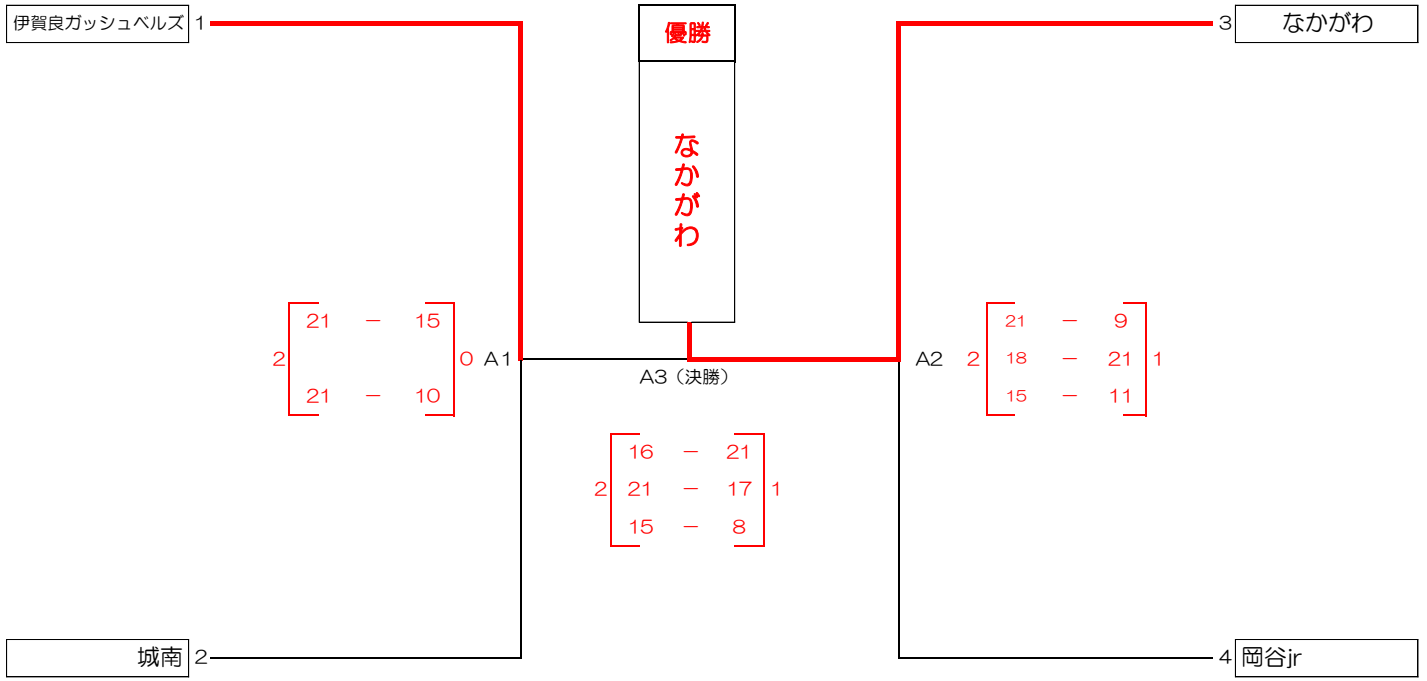 伊賀良ガッシュベルズ 1
優勝
3 なかがわ
なかがわ
21 － 15
2 0 A1
21 － 10
A3（決勝）
21 － 9
A2 2 18 － 21 1
15 － 11
16 － 21
2 21 － 17 1
15 － 8
城南 2
4 岡谷jr